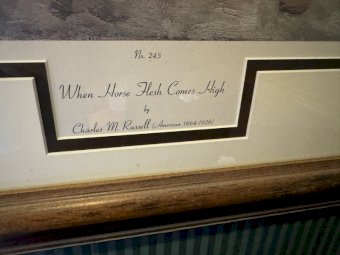 No. 245
When Horse Flesh Comes High
by
Charles M. Russell (American 1864-1926)